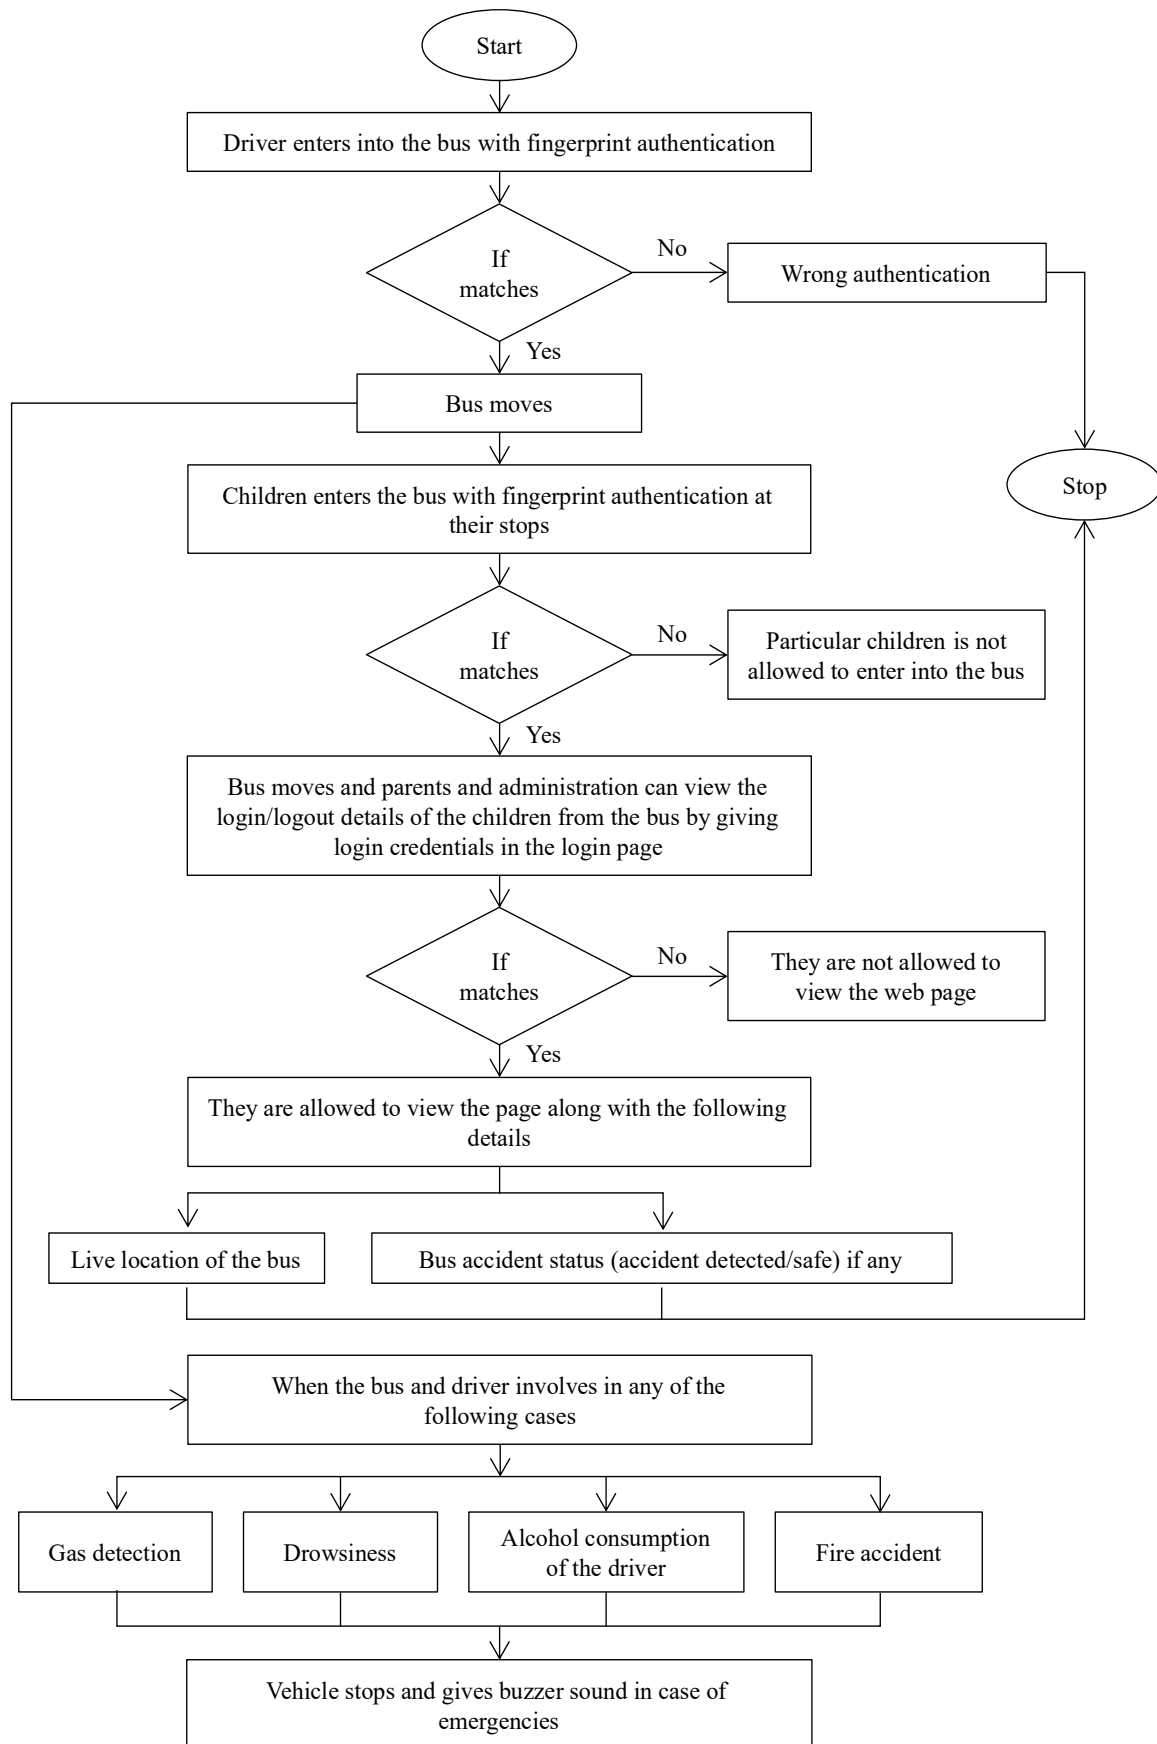 Start
Driver enters into the bus with fingerprint authentication
If
matches
No
Wrong authentication
Yes
Bus moves
Children enters the bus with fingerprint authentication at
their stops
Stop
If
matches
No
Particular children is not
allowed to enter into the bus
Yes
Bus moves and parents and administration can view the
login/logout details of the children from the bus by giving
login credentials in the login page
If
matches
No
They are not allowed to
view the web page
Yes
They are allowed to view the page along with the following
details
Live location of the bus
Bus accident status (accident detected/safe) if any
When the bus and driver involves in any of the
following cases
Gas detection
Drowsiness
Alcohol consumption
of the driver
Fire accident
Vehicle stops and gives buzzer sound in case of
emergencies